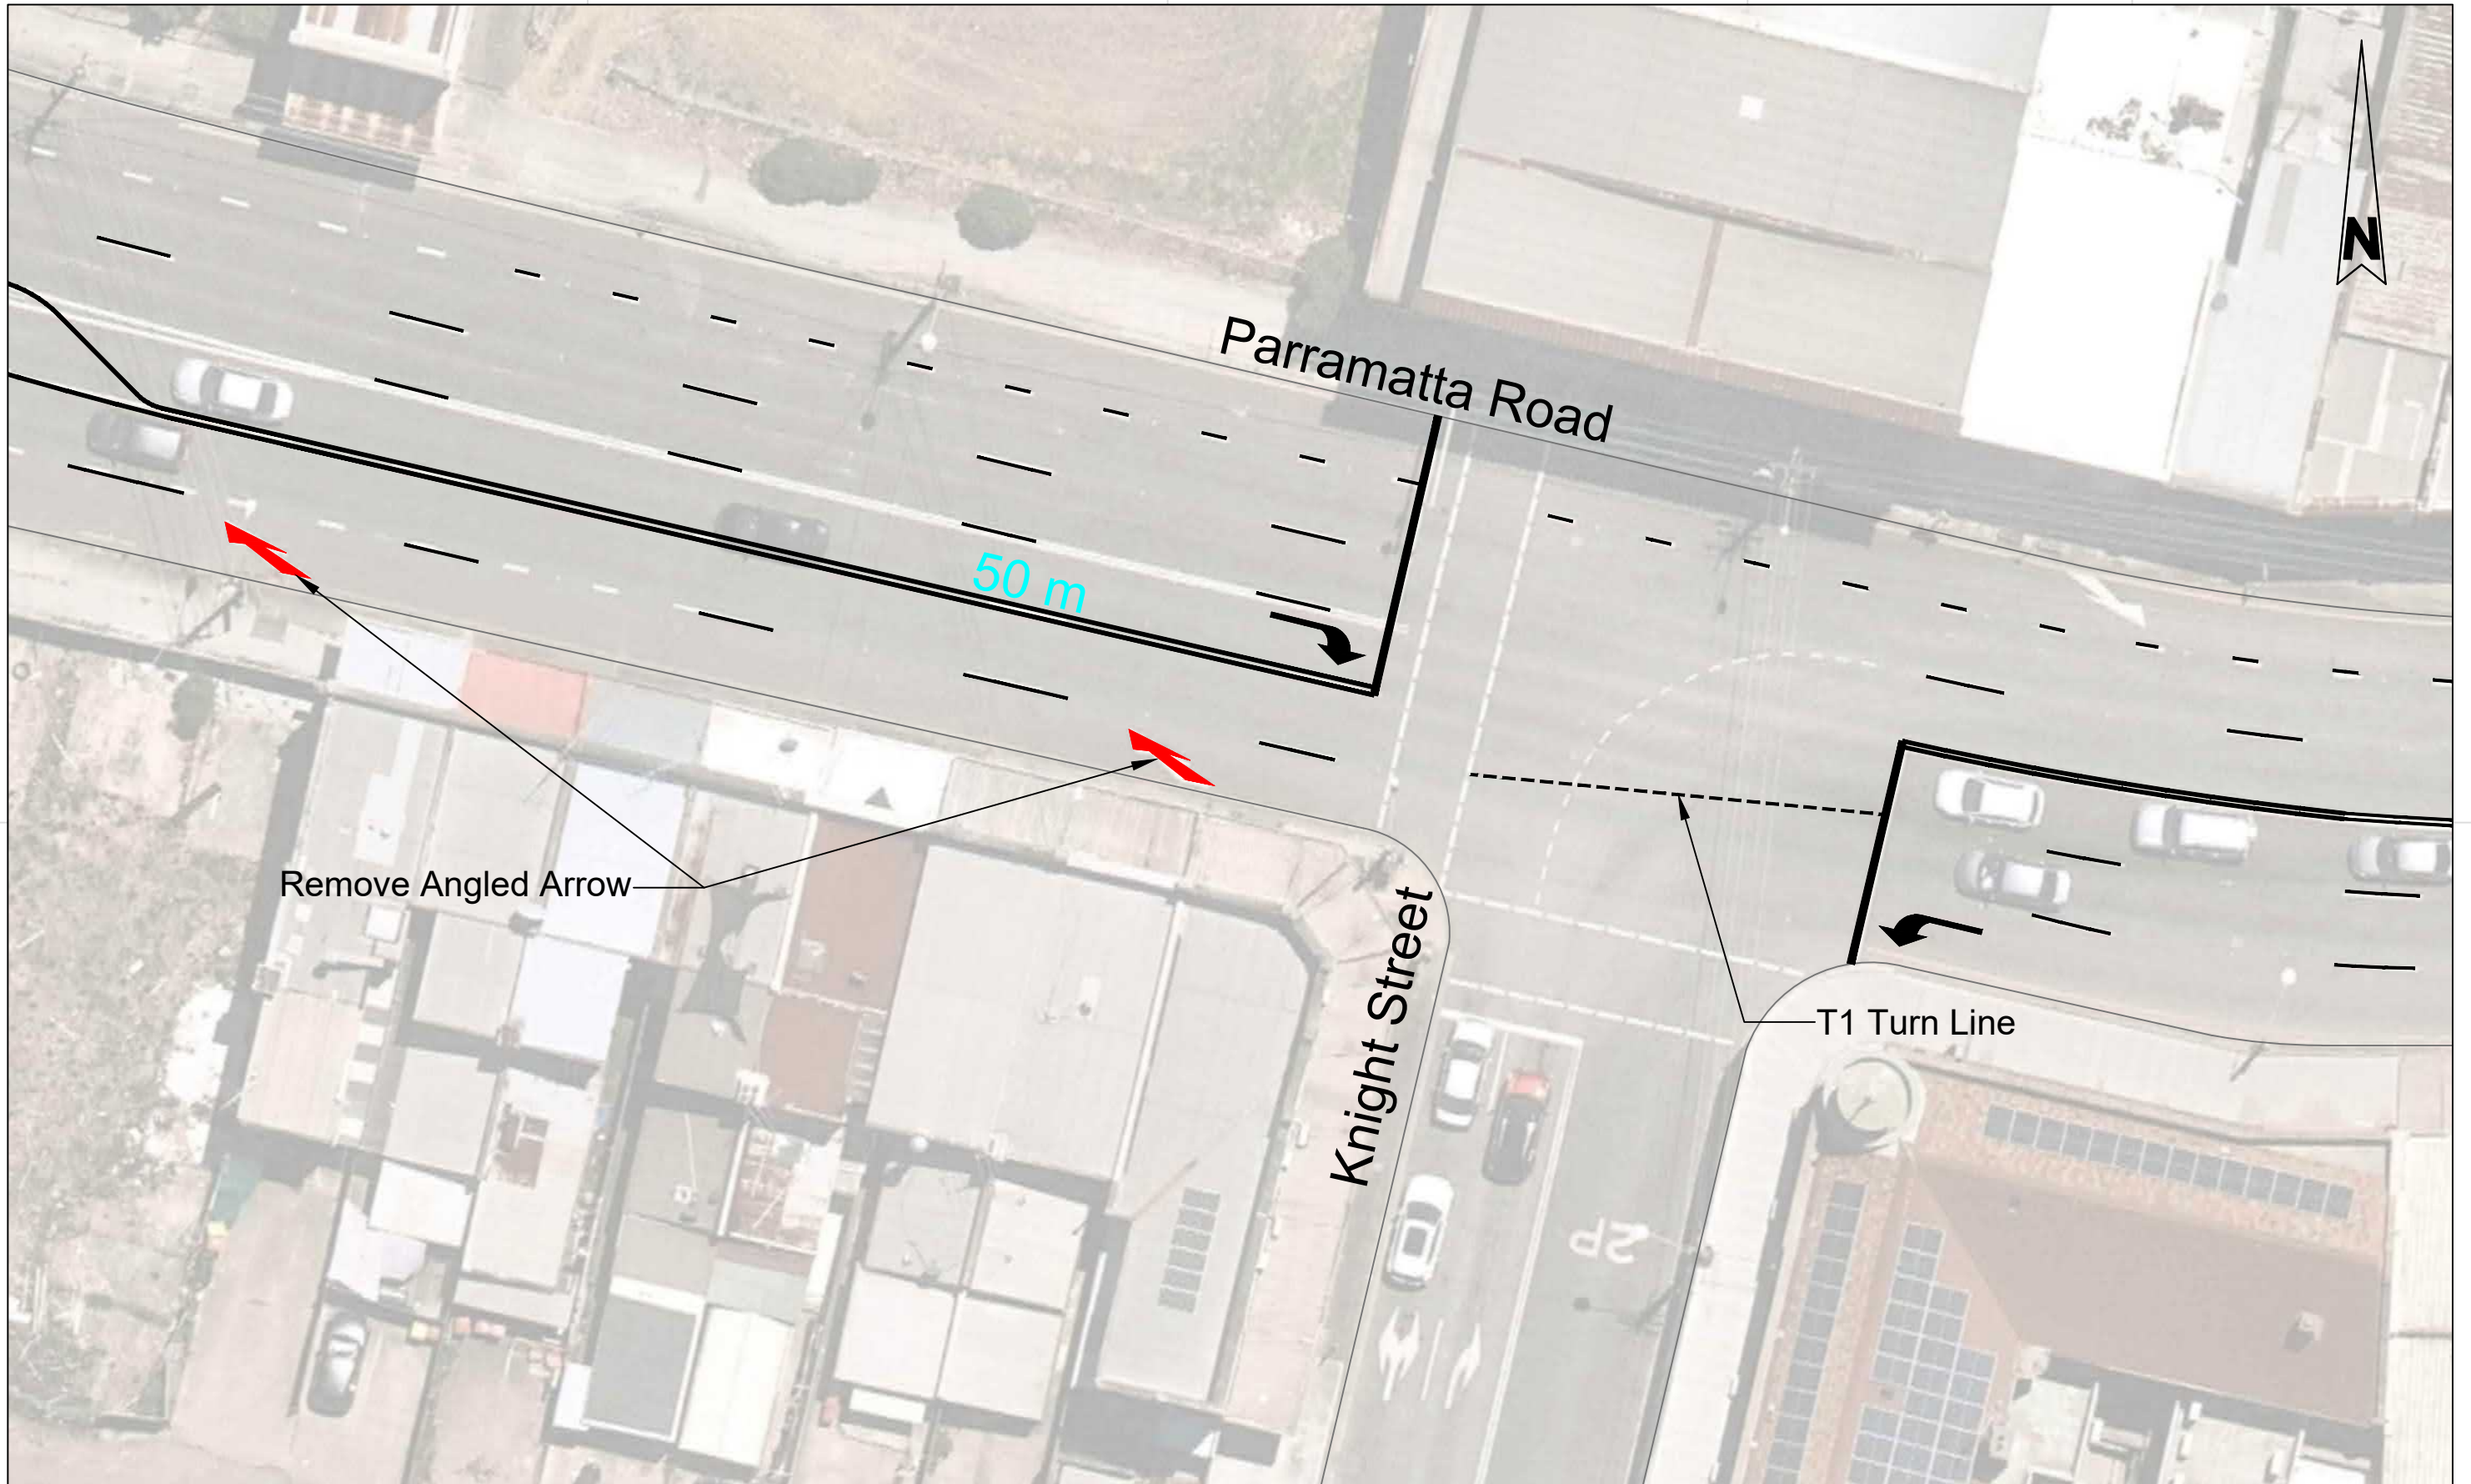 N
Parramatta Road
50 m
Remove Angled Arrow
Knight Street
T1 Turn Line
2P